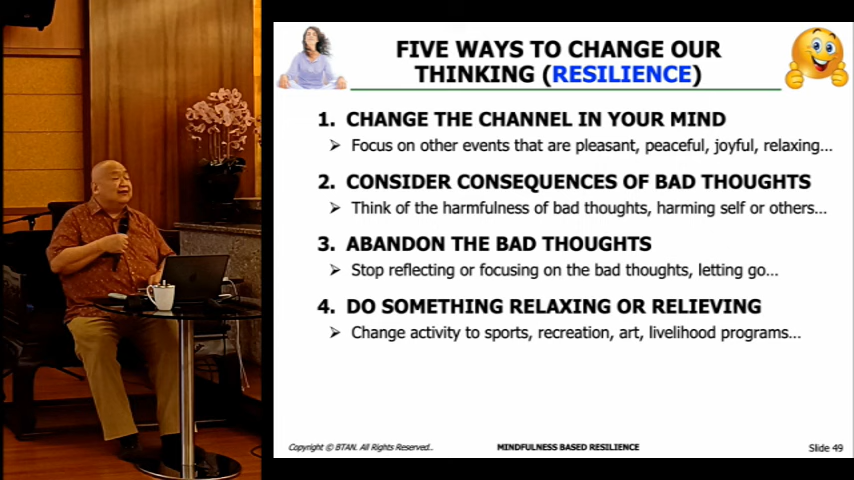 FIVE WAYS TO CHANGE OUR
THINKING (RESILIENCE)
1. CHANGE THE CHANNEL IN YOUR MIND
➢ Focus on other events that are pleasant, peaceful, joyful, relaxing...
2. CONSIDER CONSEQUENCES OF BAD THOUGHTS
➢ Think of the harmfulness of bad thoughts, harming self or others...
3. ABANDON THE BAD THOUGHTS
➢ Stop reflecting or focusing on the bad thoughts, letting go...
4. DO SOMETHING RELAXING OR RELIEVING
➢ Change activity to sports, recreation, art, livelihood programs...
Copyright © BTAN. All Rights Reserved..
MINDFULNESS BASED RESILIENCE
Slide 49